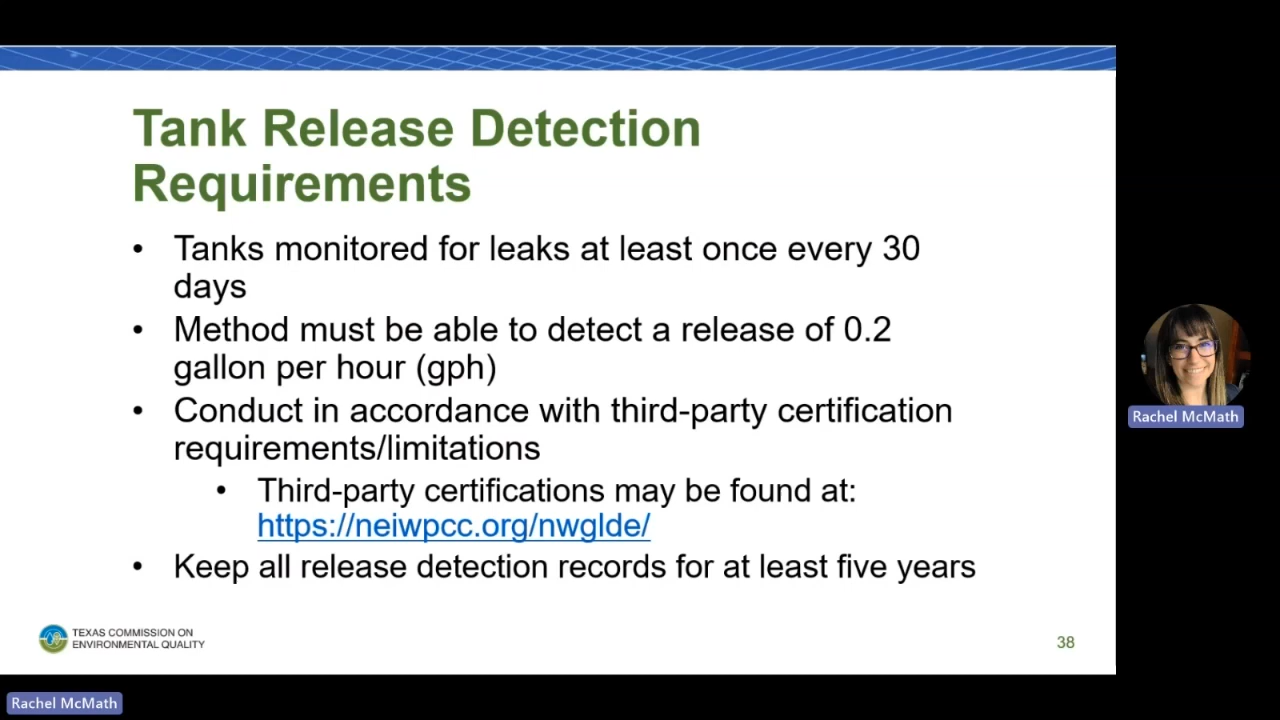 Tank Release Detection
Requirements
• Tanks monitored for leaks at least once every 30
days
• Method must be able to detect a release of 0.2
gallon per hour (gph)
• Conduct in accordance with third-party certification
requirements/limitations
• Third-party certifications may be found at:
https://neiwpcc.org/nwglde/
• Keep all release detection records for at least five years
TEXAS COMMISSION ON
ENVIRONMENTAL QUALITY
38
Rachel McMath
Rachel McMath